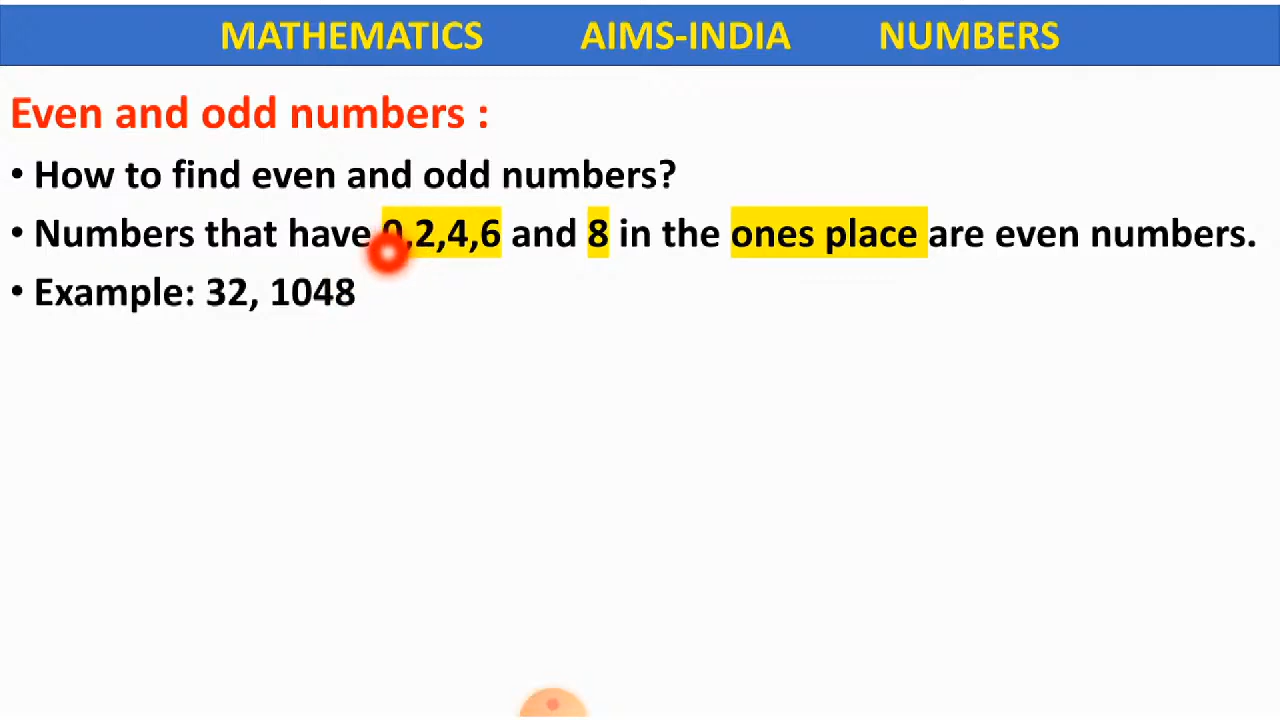 MATHEMATICS AIMS-INDIA NUMBERS
Even and odd numbers :
• How to find even and odd numbers?
• Numbers that have 0,2,4,6 and 8 in the ones place are even numbers.
• Example: 32, 1048